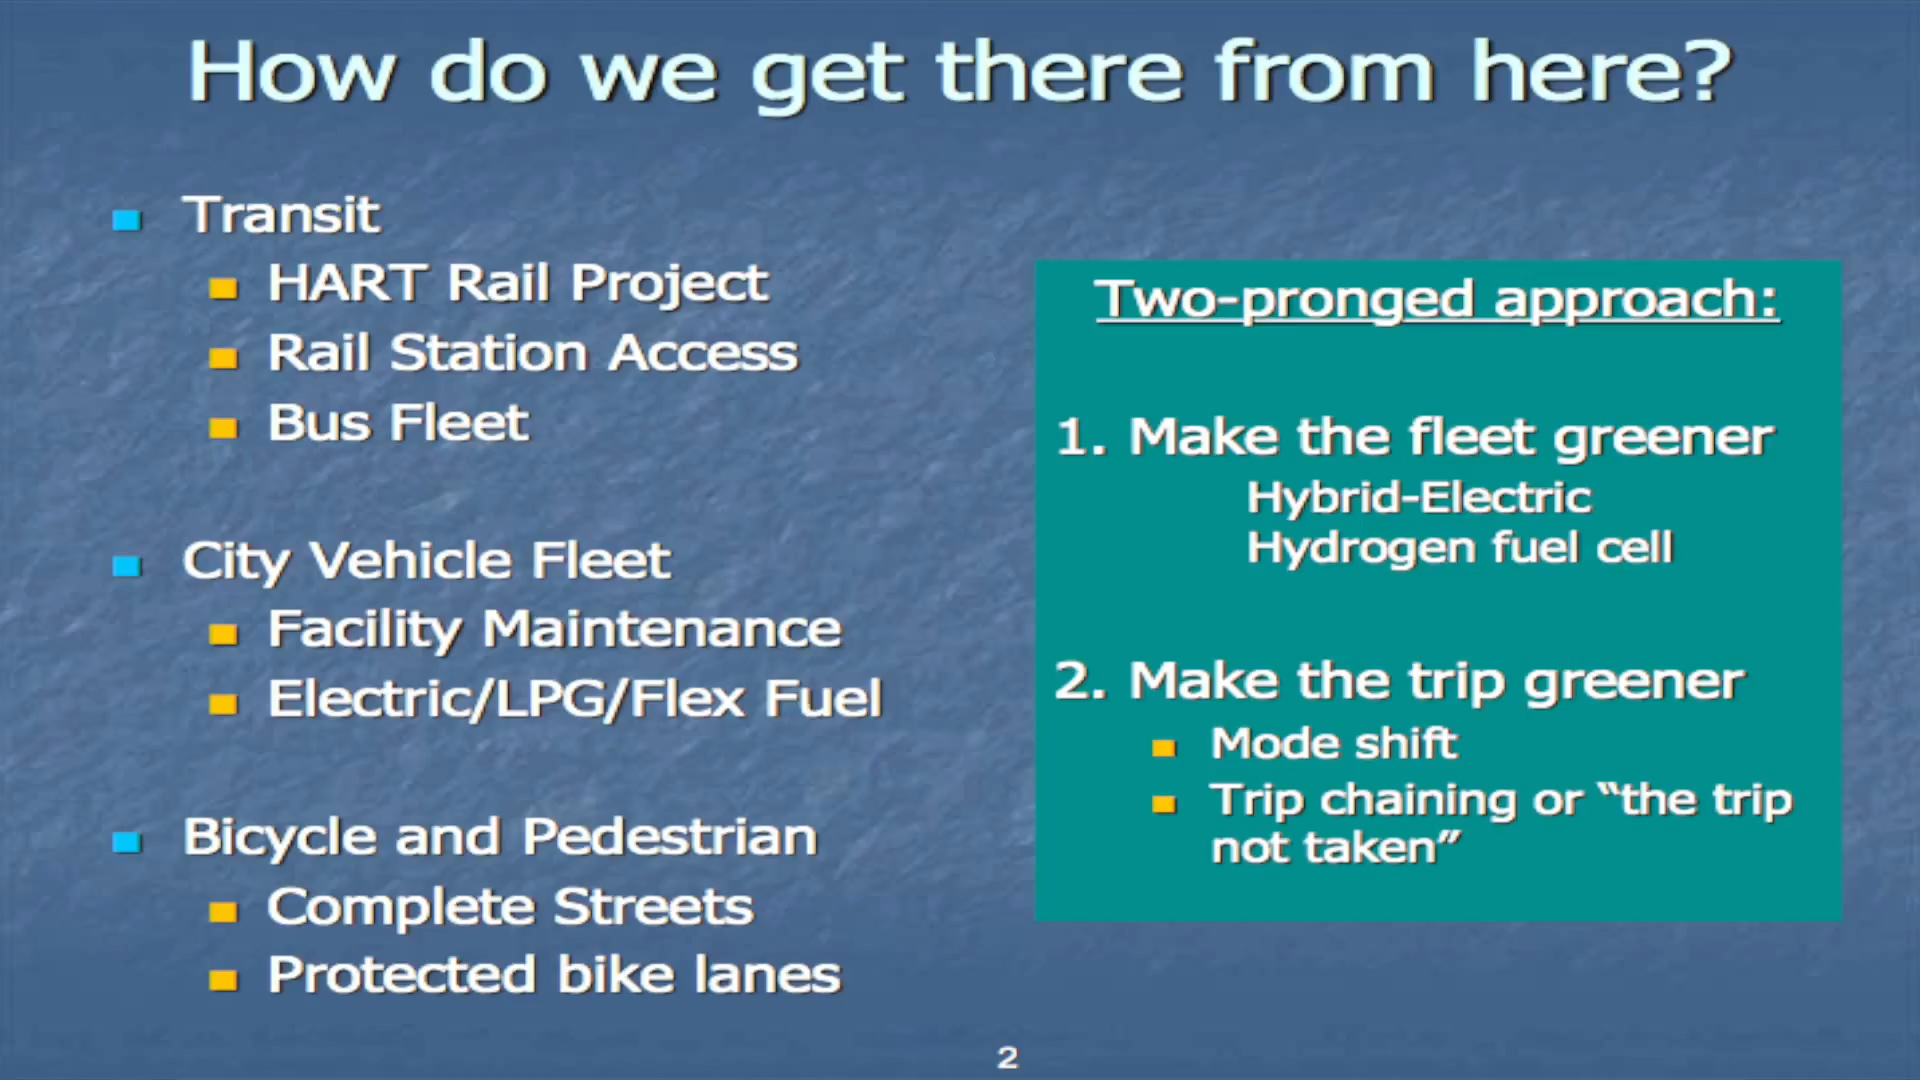 How do we get there from here?
Transit
HART Rail Project
Rail Station Access
Bus Fleet
City Vehicle Fleet
Facility Maintenance
Electric/LPG/Flex Fuel
Bicycle and Pedestrian
Complete Streets
Protected bike lanes
Two-pronged approach:
1. Make the fleet greener
Hybrid-Electric
Hydrogen fuel cell
2. Make the trip greener
Mode shift
Trip chaining or “the trip
not taken”
2